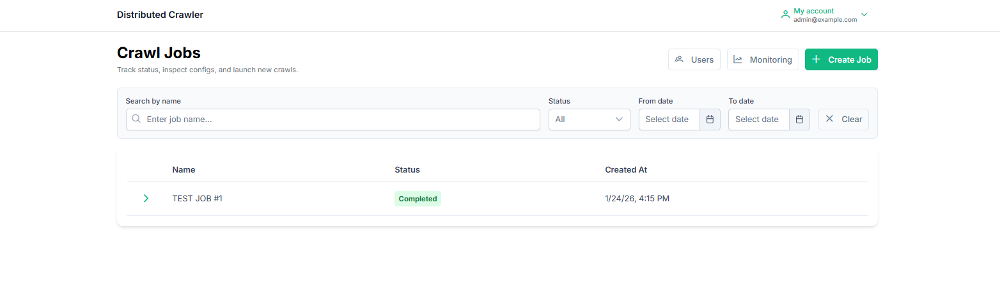 Distributed Crawler
My account
admin@example.com
Crawl Jobs
Track status, inspect configs, and launch new crawls.
Users
Monitoring
Create Job
Search by name
Status
From date
To date
Enter job name...
All
Select date
Select date
Clear
Name
Status
Created At
TEST JOB #1
Completed
1/24/26, 4:15 PM